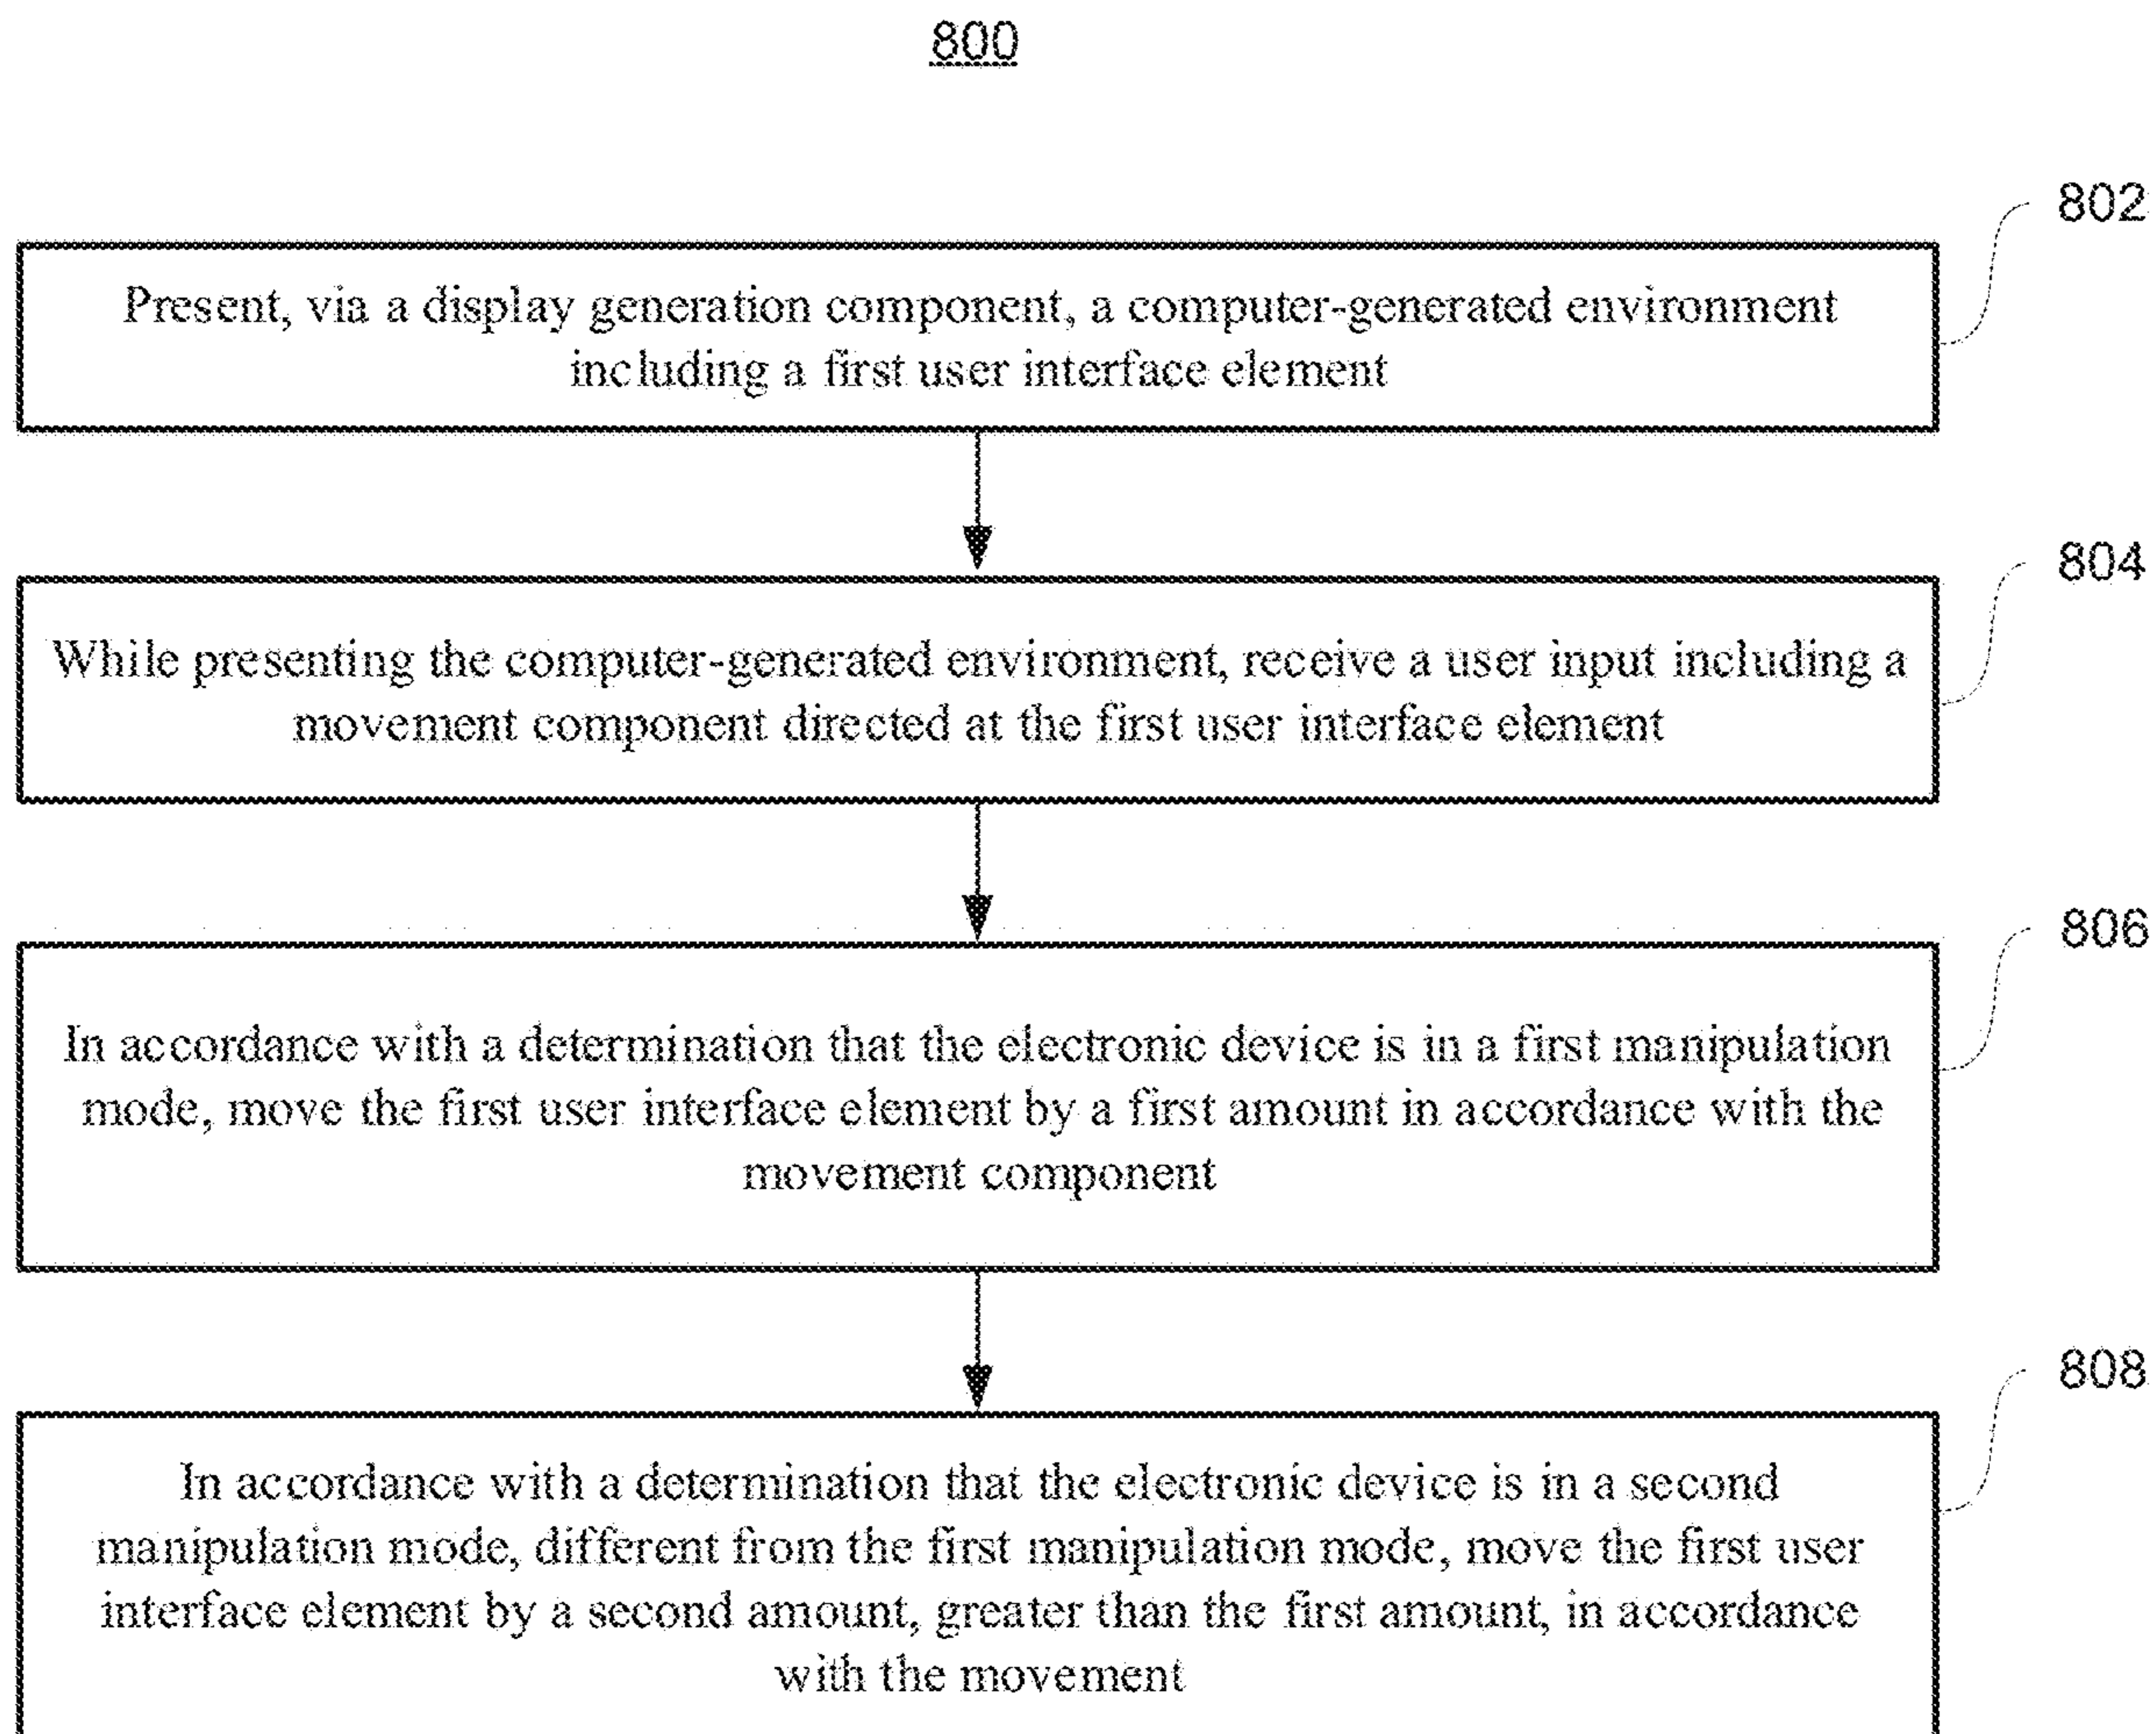 800
802
Present, via a display generation component, a computer-generated environment
including a first user interface element
804
While presenting the computer-generated environment, receive a user input including a
movement component directed at the first user interface element
806
In accordance with a determination that the electronic device is in a first manipulation
mode, move the first user interface element by a first amount in accordance with the
movement component
808
In accordance with a determination that the electronic device is in a second
manipulation mode, different from the first manipulation mode, move the first user
interface element by a second amount, greater than the first amount, in accordance
with the movement